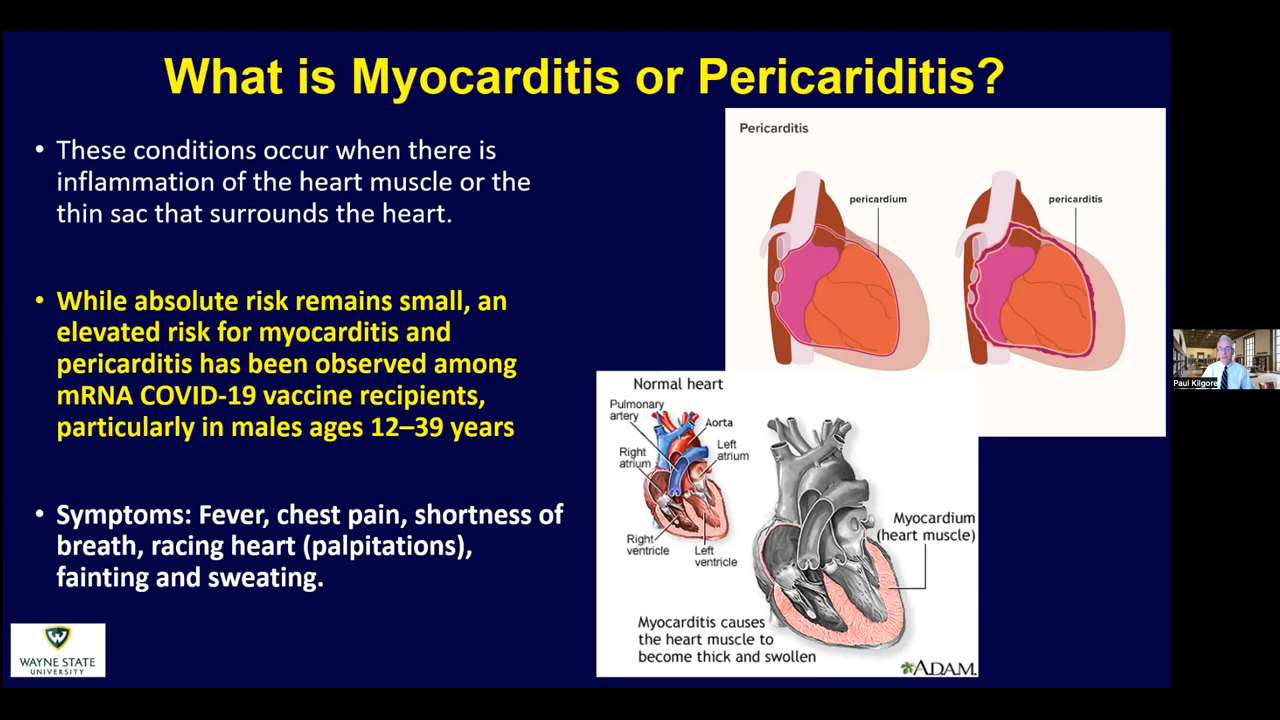 What is Myocarditis or Pericariditis?
• These conditions occur when there is
inflammation of the heart muscle or the
thin sac that surrounds the heart.
• While absolute risk remains small, an
elevated risk for myocarditis and
pericarditis has been observed among
mRNA COVID-19 vaccine recipients,
particularly in males ages 12–39 years
• Symptoms: Fever, chest pain, shortness of
breath, racing heart (palpitations),
fainting and sweating.
W
WAYNE STATE
UNIVERSITY
Pericarditis
pericardium
pericarditis
Normal heart
Pulmonary
artery
Aorta
Left
atrium
Right
atrium
Right
ventricle
Left
ventricle
Myocardium
(heart muscle)
Myocarditis causes
the heart muscle to
become thick and swollen
A.D.A.M.
Paul Kilgore